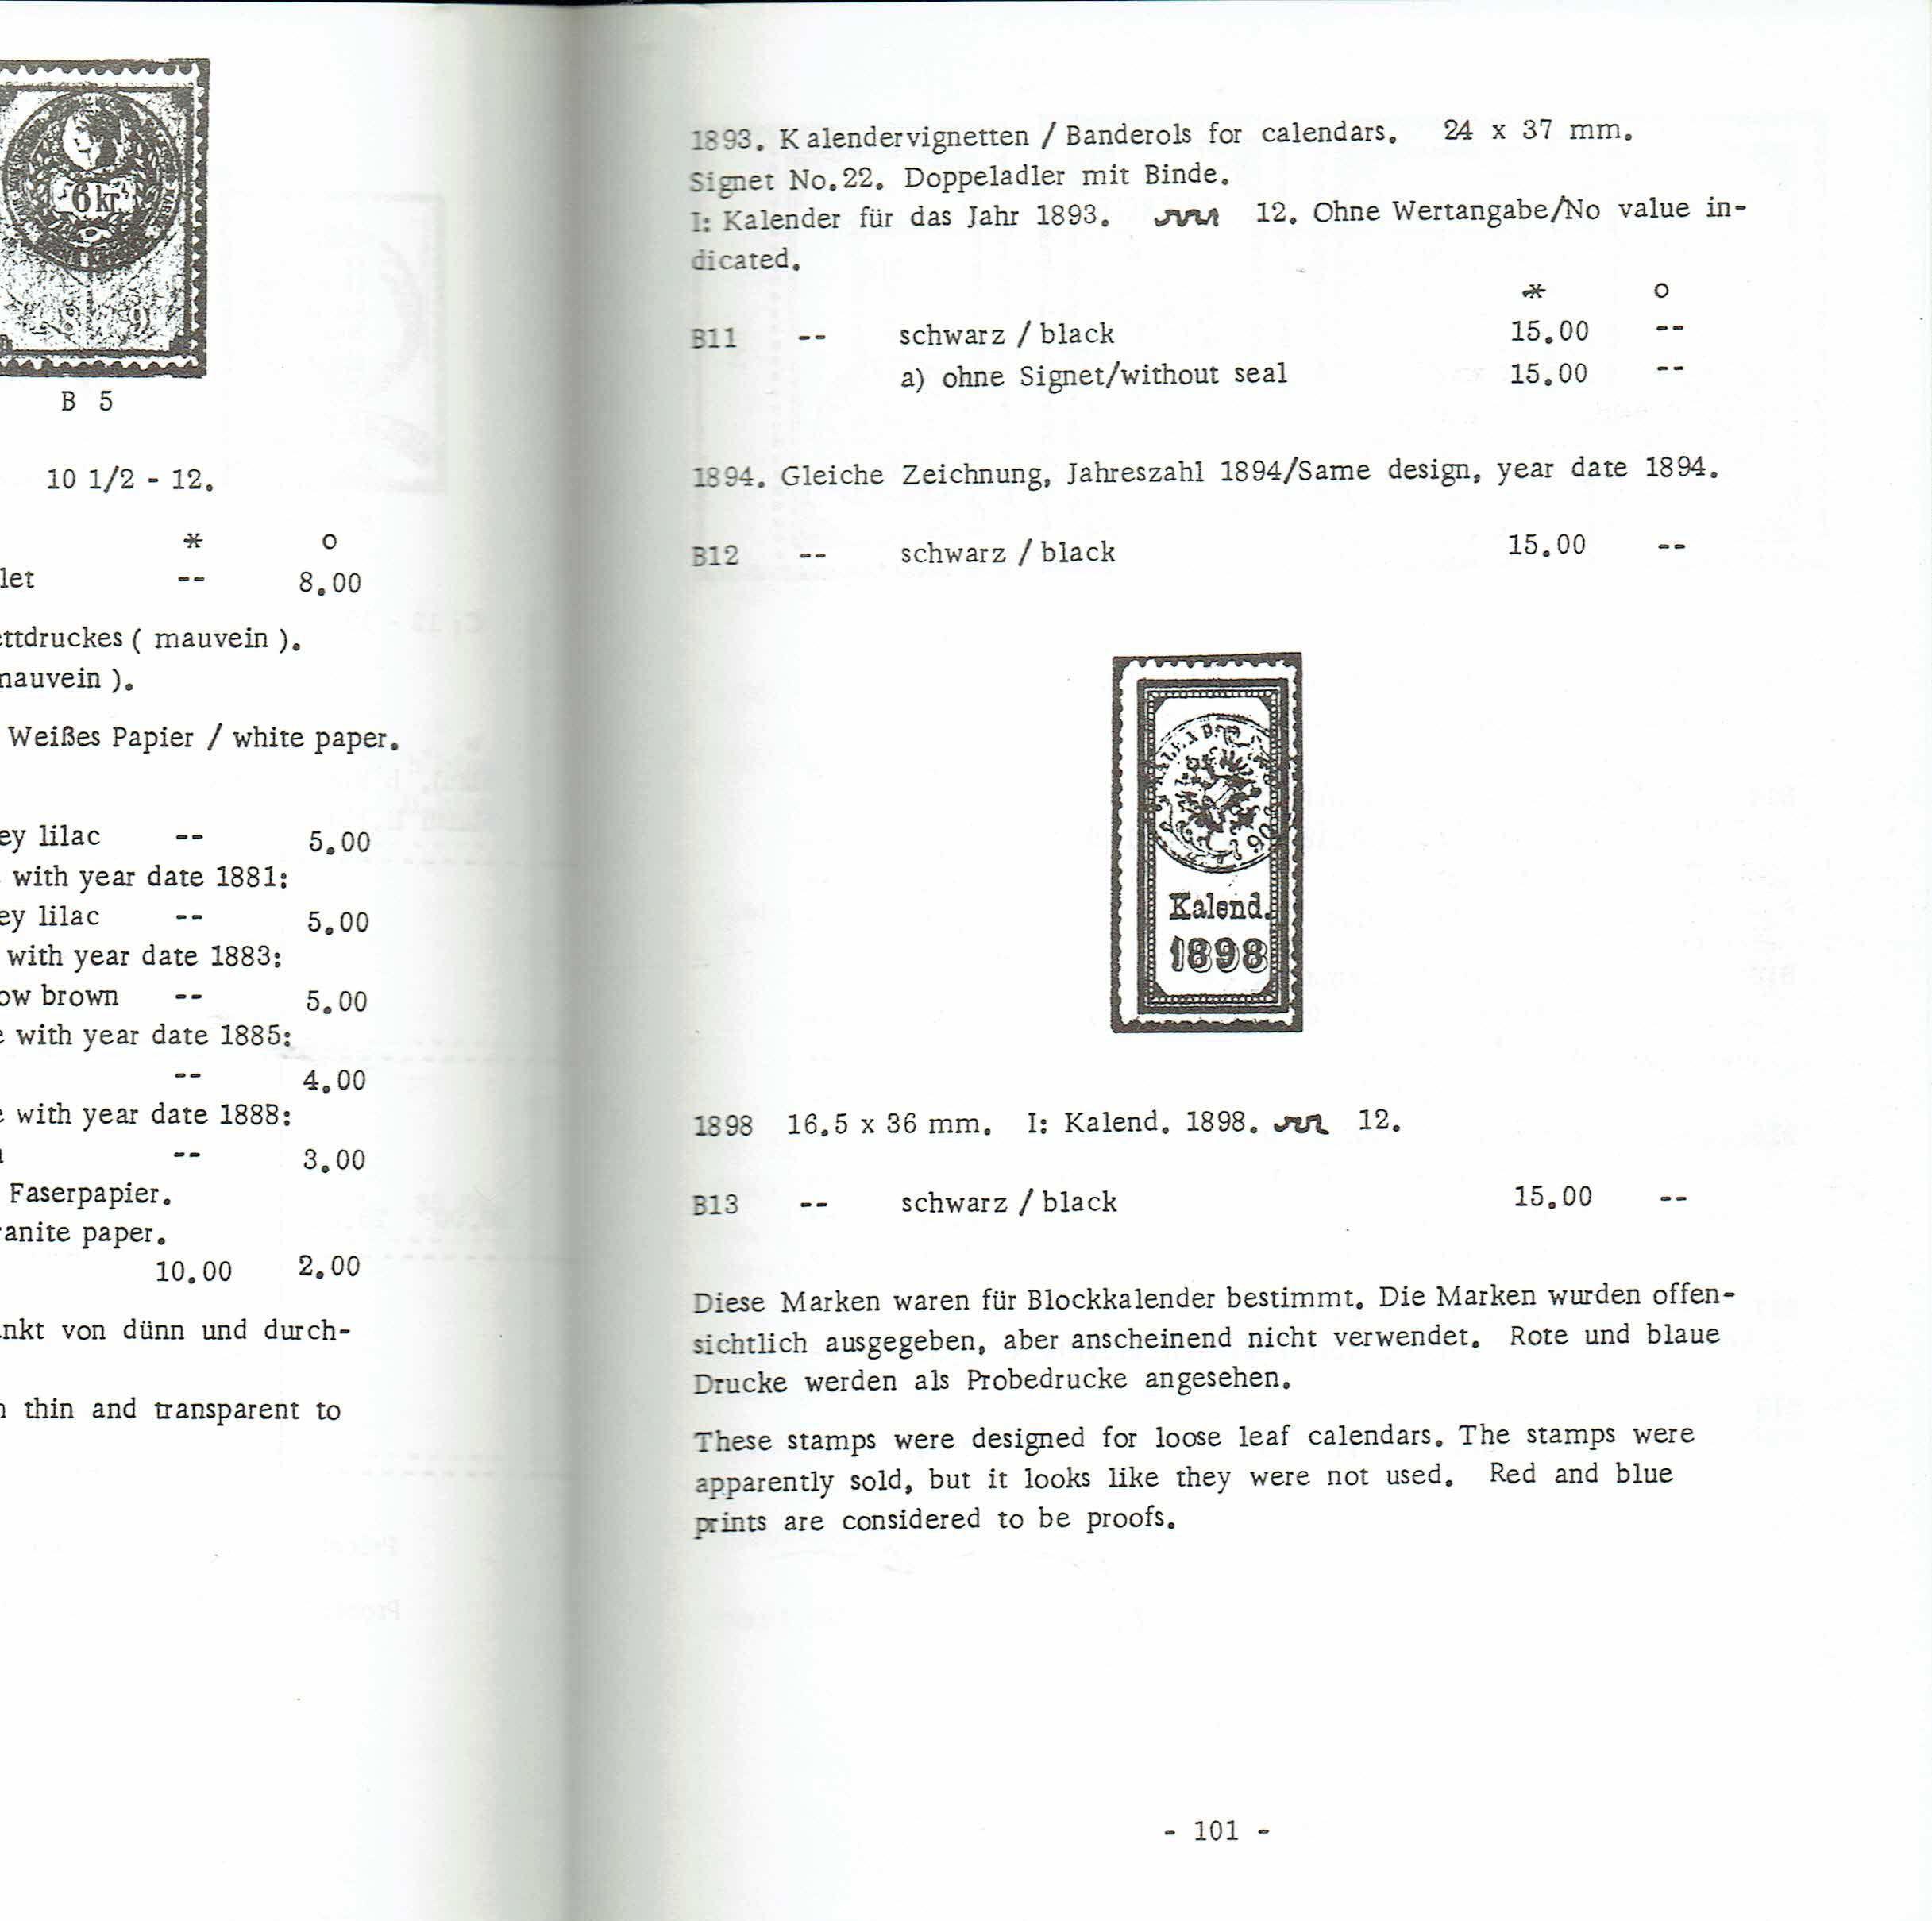 6 kr
1879
B 5
10 1/2 - 12.
* o
let -- 8.00
ttdruckes ( mauvein ).
mauvein ).
Weißes Papier / white paper.
ey lilac -- 5.00
with year date 1881:
ey lilac -- 5.00
with year date 1883:
ow brown -- 5.00
with year date 1885:
-- 4.00
with year date 1888:
-- 3.00
Faserpapier.
ranite paper.
10.00 2.00
nkt von dünn und durch-
thin and transparent to
1893. Kalendervignetten / Banderols for calendars. 24 x 37 mm.
Signet No.22. Doppeladler mit Binde.
I: Kalender für das Jahr 1893. 12. Ohne Wertangabe/No value in-
dicated.
* o
B11 -- schwarz / black 15.00 --
a) ohne Signet/without seal 15.00 --
1894. Gleiche Zeichnung, Jahreszahl 1894/Same design, year date 1894.
B12 -- schwarz / black 15.00 --
Kalend.
1898
1898 16.5 x 36 mm. I: Kalend. 1898. 12.
B13 -- schwarz / black 15.00 --
Diese Marken waren für Blockkalender bestimmt. Die Marken wurden offen-
sichtlich ausgegeben, aber anscheinend nicht verwendet. Rote und blaue
Drucke werden als Probedrucke angesehen.
These stamps were designed for loose leaf calendars. The stamps were
apparently sold, but it looks like they were not used. Red and blue
prints are considered to be proofs.
- 101 -